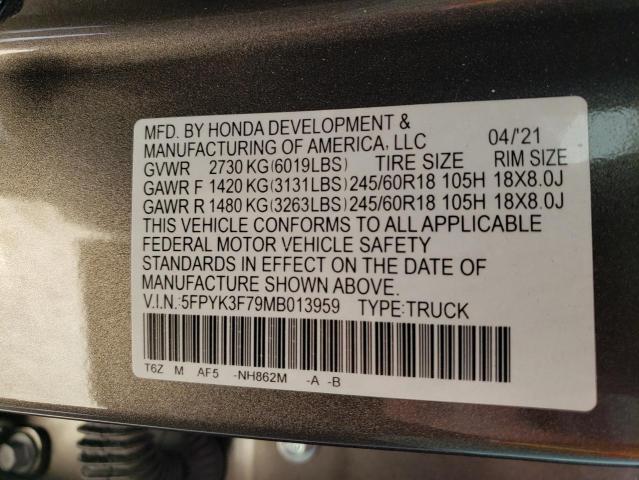 MFD. BY HONDA DEVELOPMENT &
MANUFACTURING OF AMERICA, LLC 04/'21
GVWR 2730 KG(6019LBS) TIRE SIZE RIM SIZE
GAWR F 1420 KG(3131LBS) 245/60R18 105H 18X8.0J
GAWR R 1480 KG(3263LBS) 245/60R18 105H 18X8.0J
THIS VEHICLE CONFORMS TO ALL APPLICABLE
FEDERAL MOTOR VEHICLE SAFETY
STANDARDS IN EFFECT ON THE DATE OF
MANUFACTURE SHOWN ABOVE.
V.I.N.:5FPYK3F79MB013959 TYPE:TRUCK
T6Z M AF5 -NH862M -A -B